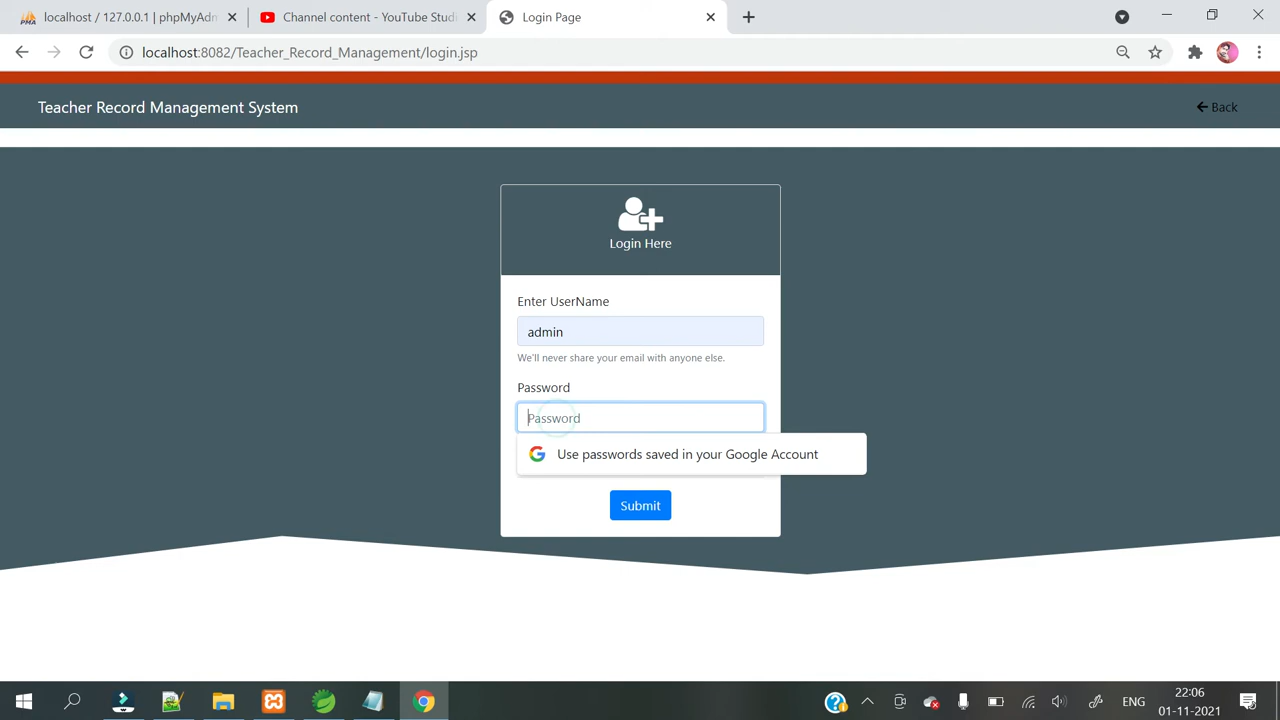 localhost / 127.0.0.1 | phpMyAdm
Channel content - YouTube Studi
Login Page
localhost:8082/Teacher_Record_Management/login.jsp
Teacher Record Management System
Back
Login Here
Enter UserName
admin
We'll never share your email with anyone else.
Password
Password
Use passwords saved in your Google Account
Submit
ENG
22:06
01-11-2021